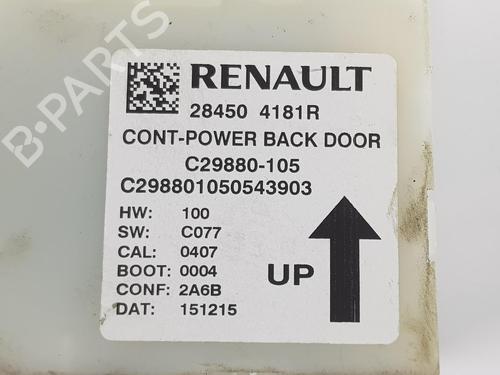 B-PARTS
RENAULT
28450 4181R
CONT-POWER BACK DOOR
C29880-105
C298801050543903
HW: 100
SW: C077
CAL: 0407
BOOT: 0004
CONF: 2A6B
DAT: 151215
UP